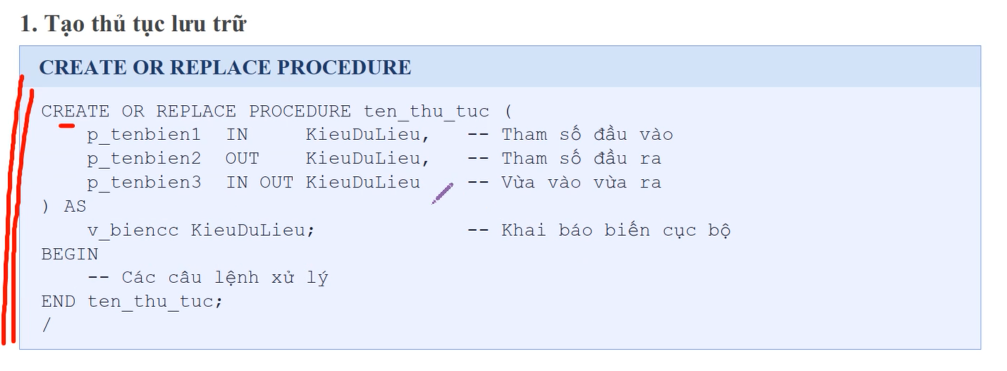 1. Tạo thủ tục lưu trữ
CREATE OR REPLACE PROCEDURE
CREATE OR REPLACE PROCEDURE ten_thu_tuc (
    p_tenbien1  IN     KieuDuLieu,   -- Tham số đầu vào
    p_tenbien2  OUT    KieuDuLieu,   -- Tham số đầu ra
    p_tenbien3  IN OUT KieuDuLieu    -- Vừa vào vừa ra
) AS
    v_biencc KieuDuLieu;             -- Khai báo biến cục bộ
BEGIN
    -- Các câu lệnh xử lý
END ten_thu_tuc;
/